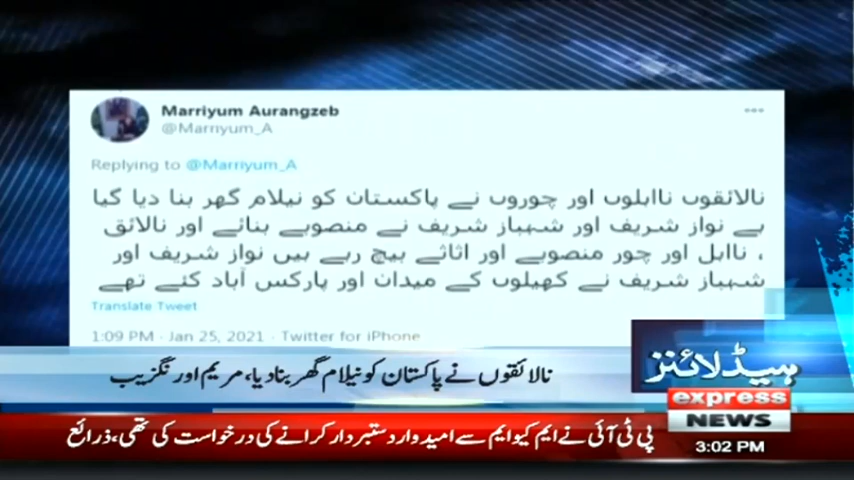 Marriyum Aurangzeb
@Marriyum_A
Replying to @Marriyum_A
نالائقوں نااہلوں اور چوروں نے پاکستان کو نیلام گھر بنا دیا گیا
ہے نواز شریف اور شہباز شریف نے منصوبے بنائے اور نالائق
، نااہل اور چور منصوبے اور اثاثے بیچ رہے ہیں نواز شریف اور
شہباز شریف نے کھیلوں کے میدان اور پارکس آباد کئے تھے
Translate Tweet
1:09 PM · Jan 25, 2021 · Twitter for iPhone
نالائقوں نے پاکستان کو نیلام گھر بنادیا، مریم اورنگزیب
ہیڈلائنز
express
NEWS
پی ٹی آئی نے ایم کیو ایم سے امیدوار دستبردار کرانے کی درخواست کی تھی، ذرائع
3:02 PM